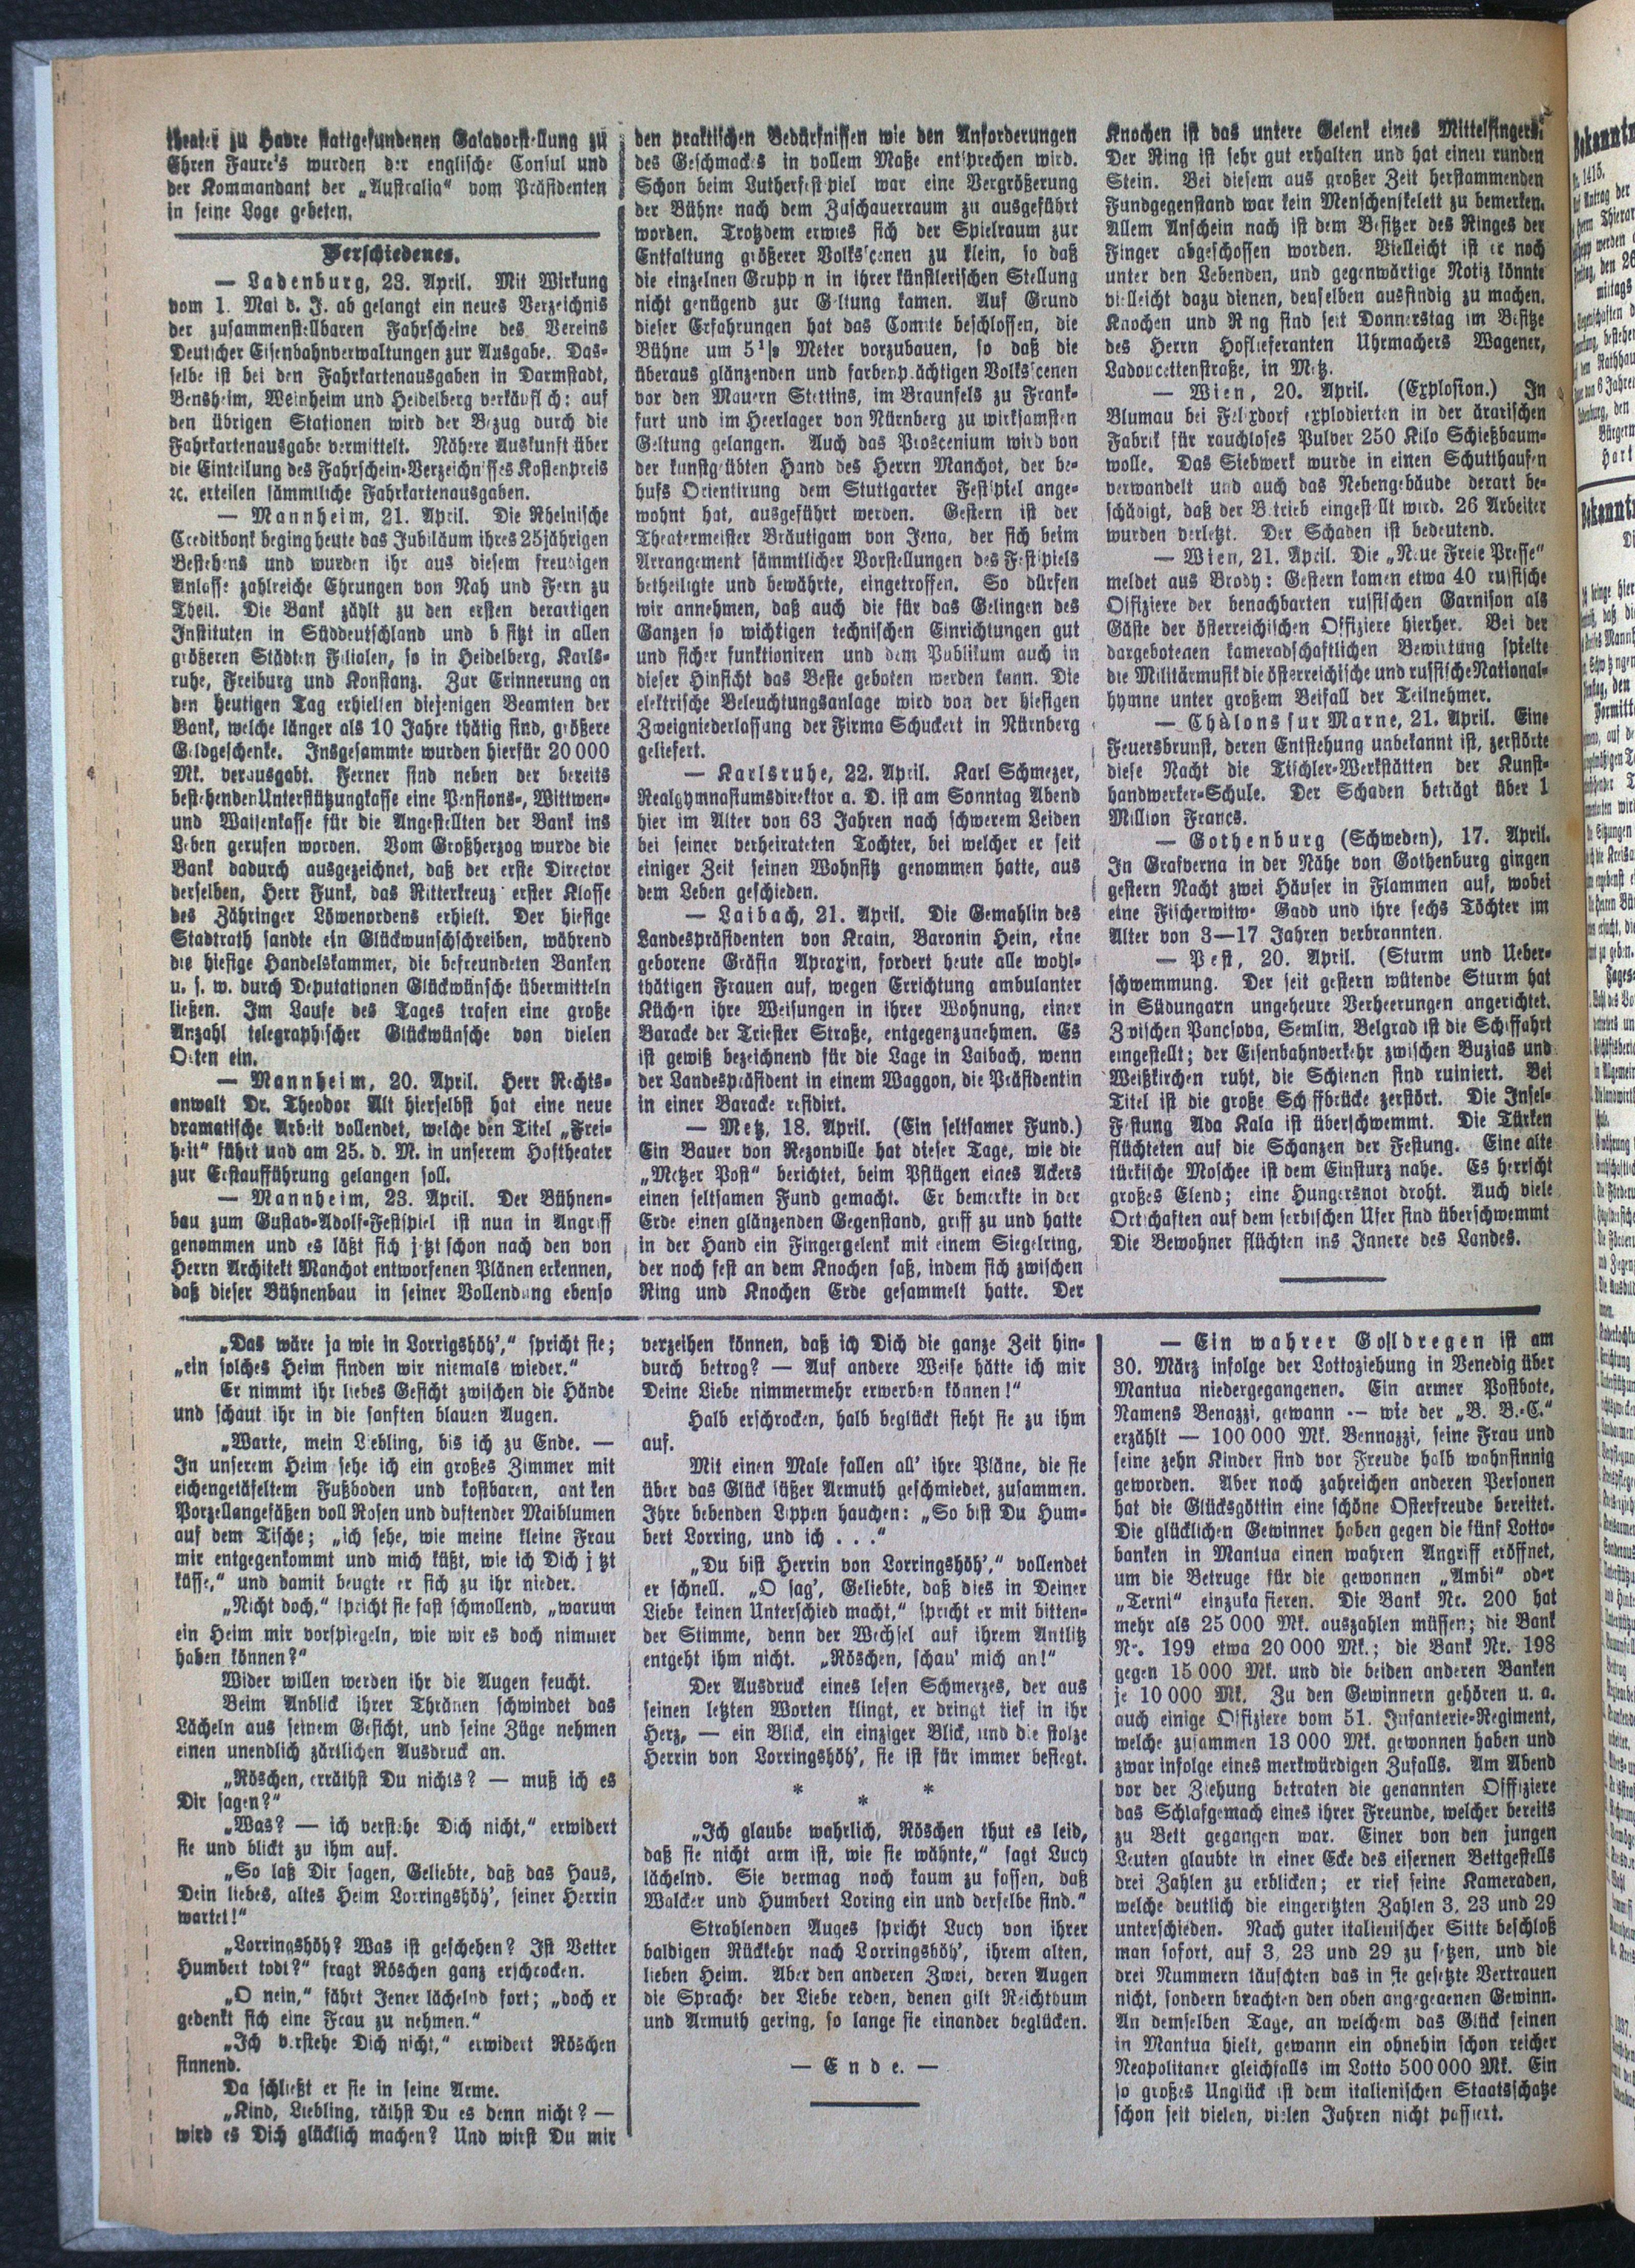 theater zu Havre stattgefundenen Galavorstellung zu
Ehren Faure's wurden der englische Consul und
der Kommandant der „Australia“ vom Präsidenten
in seine Loge gebeten.
Verschiedenes.
— Ladenburg, 23. April. Mit Wirkung
vom 1. Mai d. J. ab gelangt ein neues Verzeichnis
der zusammenstellbaren Fahrscheine des Vereins
Deutscher Eisenbahnverwaltungen zur Ausgabe. Das-
selbe ist bei den Fahrkartenausgaben in Darmstadt,
Bensheim, Weinheim und Heidelberg verkäuflich: auf
den übrigen Stationen wird der Bezug durch die
Fahrkartenausgabe vermittelt. Nähere Auskunft über
die Einteilung des Fahrschein-Verzeichnisses Kostenpreis
ꝛc. erteilen sämmtliche Fahrkartenausgaben.
— Mannheim, 21. April. Die Rheinische
Creditbank beging heute das Jubiläum ihres 25jährigen
Bestehens und wurden ihr aus diesem freudigen
Anlasse zahlreiche Ehrungen von Nah und Fern zu
Theil. Die Bank zählt zu den ersten derartigen
Instituten in Süddeutschland und besitzt in allen
größeren Städten Filialen, so in Heidelberg, Karls-
ruhe, Freiburg und Konstanz. Zur Erinnerung an
den heutigen Tag erhielten diejenigen Beamten der
Bank, welche länger als 10 Jahre thätig sind, größere
Geldgeschenke. Insgesammte wurden hierfür 20 000
Mk. verausgabt. Ferner sind neben der bereits
bestehenden Unterstützungkasse eine Pensions-, Wittwen-
und Waisenkasse für die Angestellten der Bank ins
Leben gerufen worden. Vom Großherzog wurde die
Bank dadurch ausgezeichnet, daß der erste Director
derselben, Herr Funk, das Ritterkreuz erster Klasse
des Zähringer Löwenordens erhielt. Der hiesige
Stadtrath sandte ein Glückwunschschreiben, während
die hiesige Handelskammer, die befreundeten Banken
u. s. w. durch Deputationen Glückwünsche übermitteln
ließen. Im Laufe des Tages trafen eine große
Anzahl telegraphischer Glückwünsche von vielen
Orten ein.
— Mannheim, 20. April. Herr Rechts-
anwalt Dr. Theodor Alt hierselbst hat eine neue
dramatische Arbeit vollendet, welche den Titel „Frei-
heit“ führt und am 25. d. M. in unserem Hoftheater
zur Erstaufführung gelangen soll.
— Mannheim, 23. April. Der Bühnen-
bau zum Gustav-Adolf-Festspiel ist nun in Angriff
genommen und es läßt sich jetzt schon nach den von
Herrn Architekt Manchot entworfenen Plänen erkennen,
daß dieser Bühnenbau in seiner Vollendung ebenso
den praktischen Bedürfnissen wie den Anforderungen
des Geschmackes in vollem Maße entsprechen wird.
Schon beim Lutherfestspiel war eine Vergrößerung
der Bühne nach dem Zuschauerraum zu ausgeführt
worden. Trotzdem erwies sich der Spielraum zur
Entfaltung größerer Volksscenen zu klein, so daß
die einzelnen Gruppen in ihrer künstlerischen Stellung
nicht genügend zur Geltung kamen. Auf Grund
dieser Erfahrungen hat das Comite beschlossen, die
Bühne um 5½ Meter vorzubauen, so daß die
überaus glänzenden und farbenprächtigen Volksscenen
vor den Mauern Stettins, im Braunfels zu Frank-
furt und im Heerlager von Nürnberg zu wirksamsten
Geltung gelangen. Auch das Proscenium wird von
der kunstgeübten Hand des Herrn Manchot, der be-
hufs Orientirung dem Stuttgarter Festspiel ange-
wohnt hat, ausgeführt werden. Gestern ist der
Theatermeister Bräutigam von Jena, der sich beim
Arrangement sämmtlicher Vorstellungen des Festspiels
betheiligte und bewährte, eingetroffen. So dürfen
wir annehmen, daß auch die für das Gelingen des
Ganzen so wichtigen technischen Einrichtungen gut
und sicher funktioniren und dem Publikum auch in
dieser Hinsicht das Beste geboten werden kann. Die
elektrische Beleuchtungsanlage wird von der hiesigen
Zweigniederlassung der Firma Schuckert in Nürnberg
geliefert.
— Karlsruhe, 22. April. Karl Schmezer,
Realgymnasiumsdirektor a. D. ist am Sonntag Abend
hier im Alter von 63 Jahren nach schwerem Leiden
bei seiner verheirateten Tochter, bei welcher er seit
einiger Zeit seinen Wohnsitz genommen hatte, aus
dem Leben geschieden.
— Laibach, 21. April. Die Gemahlin des
Landespräsidenten von Krain, Baronin Hein, eine
geborene Gräfin Apraxin, fordert heute alle wohl-
thätigen Frauen auf, wegen Errichtung ambulanter
Küchen ihre Weisungen in ihrer Wohnung, einer
Baracke der Triester Straße, entgegenzunehmen. Es
ist gewiß bezeichnend für die Lage in Laibach, wenn
der Landespräsident in einem Waggon, die Präsidentin
in einer Baracke residirt.
— Metz, 18. April. (Ein seltsamer Fund.)
Ein Bauer von Rezonville hat dieser Tage, wie die
„Metzer Post“ berichtet, beim Pflügen eines Ackers
einen seltsamen Fund gemacht. Er bemerkte in der
Erde einen glänzenden Gegenstand, griff zu und hatte
in der Hand ein Fingergelenk mit einem Siegelring,
der noch fest an dem Knochen saß, indem sich zwischen
Ring und Knochen Erde gesammelt hatte. Der
Knochen ist das untere Gelenk eines Mittelfingers.
Der Ring ist sehr gut erhalten und hat einen runden
Stein. Bei diesem aus großer Zeit herstammenden
Fundgegenstand war kein Menschenskelett zu bemerken.
Allem Anschein nach ist dem Besitzer des Ringes der
Finger abgeschossen worden. Vielleicht ist er noch
unter den Lebenden, und gegenwärtige Notiz könnte
vielleicht dazu dienen, denselben ausfindig zu machen.
Knochen und Ring sind seit Donnerstag im Besitze
des Herrn Hoflieferanten Uhrmachers Wagener,
Ladoucettenstraße, in Metz.
— Wien, 20. April. (Explosion.) In
Blumau bei Felixdorf explodierten in der ärarischen
Fabrik für rauchloses Pulver 250 Kilo Schießbaum-
wolle. Das Siebwerk wurde in einen Schutthaufen
verwandelt und auch das Nebengebäude derart be-
schädigt, daß der Betrieb eingestellt wird. 26 Arbeiter
wurden verletzt. Der Schaden ist bedeutend.
— Wien, 21. April. Die „Neue Freie Presse“
meldet aus Brody: Gestern kamen etwa 40 russische
Offiziere der benachbarten russischen Garnison als
Gäste der österreichischen Offiziere hierher. Bei der
dargebotenen kameradschaftlichen Bewirtung spielte
die Militärmusik die österreichische und russische National-
hymne unter großem Beifall der Teilnehmer.
— Châlons sur Marne, 21. April. Eine
Feuersbrunst, deren Entstehung unbekannt ist, zerstörte
diese Nacht die Tischler-Werkstätten der Kunst-
handwerker-Schule. Der Schaden beträgt über 1
Million Francs.
— Gothenburg (Schweden), 17. April.
In Grafverna in der Nähe von Gothenburg gingen
gestern Nacht zwei Häuser in Flammen auf, wobei
eine Fischerwitwe Gadd und ihre sechs Töchter im
Alter von 3—17 Jahren verbrannten.
— Pest, 20. April. (Sturm und Ueber-
schwemmung. Der seit gestern wütende Sturm hat
in Südungarn ungeheure Verheerungen angerichtet.
Zwischen Pancsova, Semlin, Belgrad ist die Schiffahrt
eingestellt; der Eisenbahnverkehr zwischen Buzias und
Weißkirchen ruht, die Schienen sind ruiniert. Bei
Titel ist die große Schiffbrücke zerstört. Die Insel-
Festung Ada Kala ist überschwemmt. Die Türken
flüchteten auf die Schanzen der Festung. Eine alte
türkische Moschee ist dem Einsturz nahe. Es herrscht
großes Elend; eine Hungersnot droht. Auch viele
Ortschaften auf dem serbischen Ufer sind überschwemmt
Die Bewohner flüchten ins Innere des Landes.
„Das wäre ja wie in Lorrigshöh',“ spricht sie;
„ein solches Heim finden wir niemals wieder.“
Er nimmt ihr liebes Gesicht zwischen die Hände
und schaut ihr in die sanften blauen Augen.
„Warte, mein Liebling, bis ich zu Ende. —
In unserem Heim sehe ich ein großes Zimmer mit
eichengetäfeltem Fußboden und kostbaren, antiken
Porzellangefäßen voll Rosen und duftender Maiblumen
auf dem Tische; „ich sehe, wie meine kleine Frau
mir entgegenkommt und mich küßt, wie ich Dich jetzt
küsse,“ und damit beugte er sich zu ihr nieder.
„Nicht doch,“ spricht sie fast schmollend, „warum
ein Heim mir vorspiegeln, wie wir es doch nimmer
haben können?“
Wider willen werden ihr die Augen feucht.
Beim Anblick ihrer Thränen schwindet das
Lächeln aus seinem Gesicht, und seine Züge nehmen
einen unendlich zärtlichen Ausdruck an.
„Röschen, erräthst Du nichts? — muß ich es
Dir sagen?“
„Was? — ich verstehe Dich nicht,“ erwidert
sie und blickt zu ihm auf.
„So laß Dir sagen, Geliebte, daß das Haus,
Dein liebes, altes Heim Lorringshöh', seiner Herrin
wartet!“
„Lorringshöh? Was ist geschehen? Ist Vetter
Humbert todt?“ fragt Röschen ganz erschrocken.
„O nein,“ fährt Jener lächelnd fort; „doch er
gedenkt sich eine Frau zu nehmen.“
„Ich verstehe Dich nicht,“ erwidert Röschen
sinnend.
Da schließt er sie in seine Arme.
„Kind, Liebling, räthst Du es denn nicht? —
wird es Dich glücklich machen? Und wirst Du mir
verzeihen können, daß ich Dich die ganze Zeit hin-
durch betrog? — Auf andere Weise hätte ich mir
Deine Liebe nimmermehr erwerben können!“
Halb erschrocken, halb beglückt sieht sie zu ihm
auf.
Mit einen Male fallen all' ihre Pläne, die sie
über das Glück süßer Armuth geschmiedet, zusammen.
Ihre bebenden Lippen hauchen: „So bist Du Hum-
bert Lorring, und ich . . .“
„Du bist Herrin von Lorringshöh',“ vollendet
er schnell. „O sag', Geliebte, daß dies in Deiner
Liebe keinen Unterschied macht,“ spricht er mit bitten-
der Stimme, denn der Wechsel auf ihrem Antlitz
entgeht ihm nicht. „Röschen, schau' mich an!“
Der Ausdruck eines lesen Schmerzes, der aus
seinen letzten Worten klingt, er dringt tief in ihr
Herz, — ein Blick, ein einziger Blick, und die stolze
Herrin von Lorringshöh', sie ist für immer besiegt.
* * *
„Ich glaube wahrlich, Röschen thut es leid,
daß sie nicht arm ist, wie sie wähnte,“ sagt Lucy
lächelnd. Sie vermag noch kaum zu fassen, daß
Walcker und Humbert Loring ein und derselbe sind.“
Strahlenden Auges spricht Lucy von ihrer
baldigen Rückkehr nach Lorringshöh', ihrem alten,
lieben Heim. Aber den anderen Zwei, deren Augen
die Sprache der Liebe reden, denen gilt Reichthum
und Armuth gering, so lange sie einander beglücken.
— Ende. —
— Ein wahrer Golldregen ist am
30. März infolge der Lottoziehung in Venedig über
Mantua niedergegangenen. Ein armer Postbote,
Namens Benazzi, gewann — wie der „B. B.-C.“
erzählt — 100 000 Mk. Bennazzi, seine Frau und
seine zehn Kinder sind vor Freude halb wahnsinnig
geworden. Aber noch zahreichen anderen Personen
hat die Glücksgöttin eine schöne Osterfreude bereitet.
Die glücklichen Gewinner haben gegen die fünf Lotto-
banken in Mantua einen wahren Angriff eröffnet,
um die Betruge für die gewonnen „Ambi“ oder
„Terni“ einzukassieren. Die Bank Nr. 200 hat
mehr als 25 000 Mk. auszahlen müssen; die Bank
Nr. 199 etwa 20 000 Mk.; die Bank Nr. 198
gegen 15 000 Mk. und die beiden anderen Banken
je 10 000 Mk. Zu den Gewinnern gehören u. a.
auch einige Offiziere vom 51. Infanterie-Regiment,
welche zusammen 13 000 Mk. gewonnen haben und
zwar infolge eines merkwürdigen Zufalls. Am Abend
vor der Ziehung betraten die genannten Offfiziere
das Schlafgemach eines ihrer Freunde, welcher bereits
zu Bett gegangen war. Einer von den jungen
Leuten glaubte in einer Ecke des eisernen Bettgestells
drei Zahlen zu erblicken; er rief seine Kameraden,
welche deutlich die eingeritzten Zahlen 3, 23 und 29
unterschieden. Nach guter italienischer Sitte beschloß
man sofort, auf 3, 23 und 29 zu setzen, und die
drei Nummern täuschten das in sie gesetzte Vertrauen
nicht, sondern brachten den oben angegeaenen Gewinn.
An demselben Tage, an welchem das Glück seinen
in Mantua hielt, gewann ein ohnehin schon reicher
Neapolitaner gleichfalls im Lotto 500 000 Mk. Ein
so großes Unglück ist dem italienischen Staatsschatze
schon seit vielen, vielen Jahren nicht passiert.